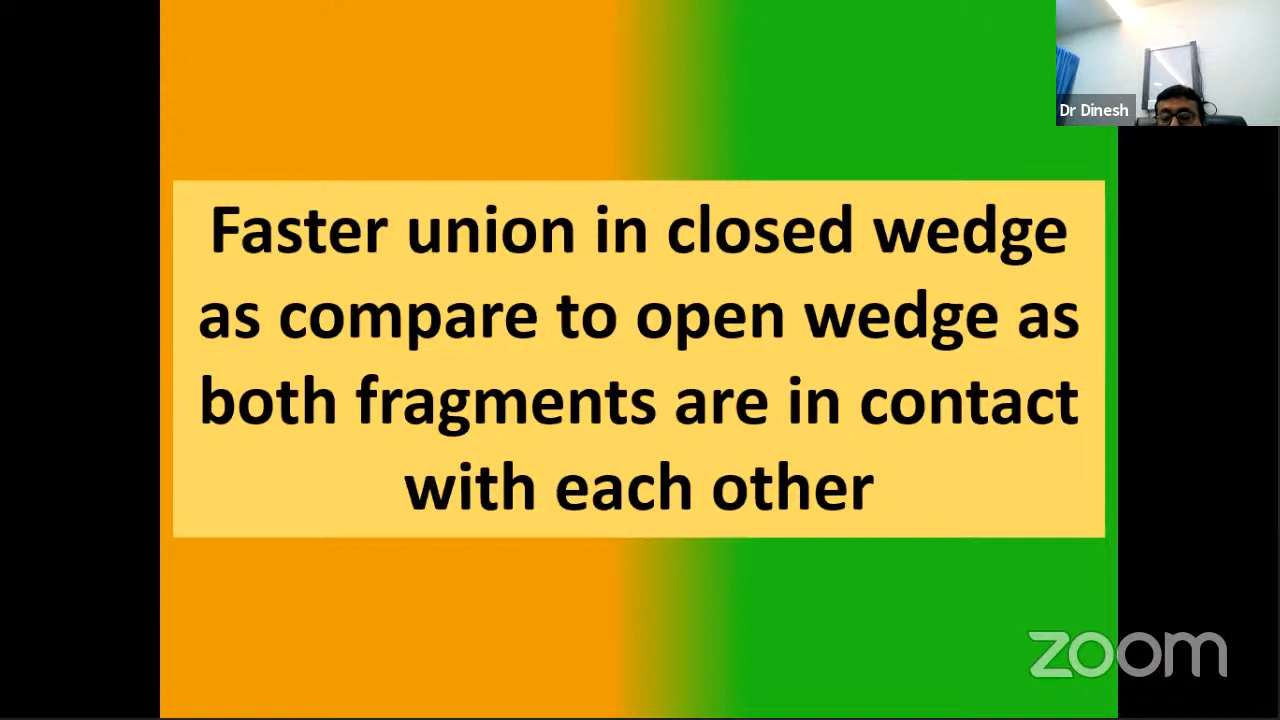 Dr Dinesh
Faster union in closed wedge
as compare to open wedge as
both fragments are in contact
with each other
zoom